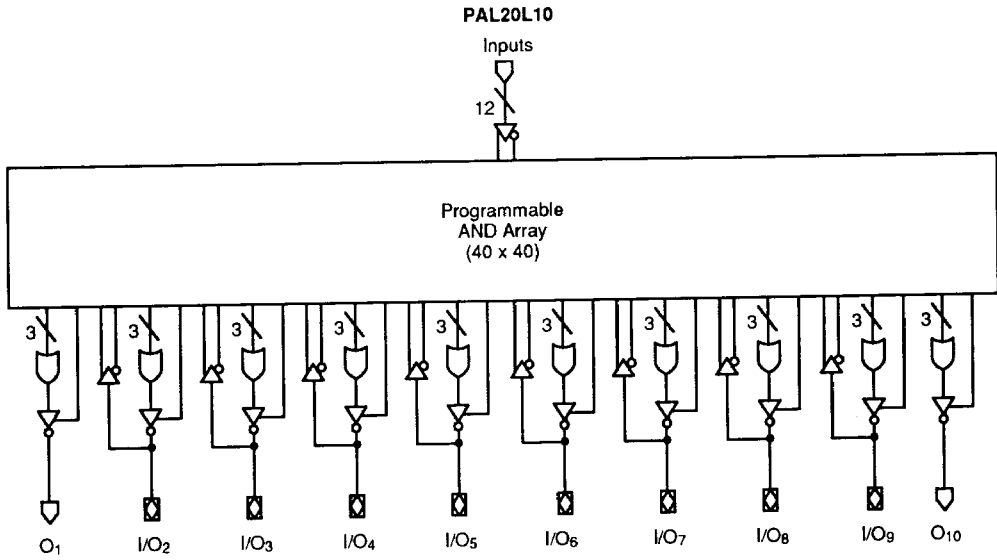 PAL20L10
Inputs
12
Programmable
AND Array
(40 x 40)
3 3 3 3 3 3 3 3 3 3
O1 I/O2 I/O3 I/O4 I/O5 I/O6 I/O7 I/O8 I/O9 O10